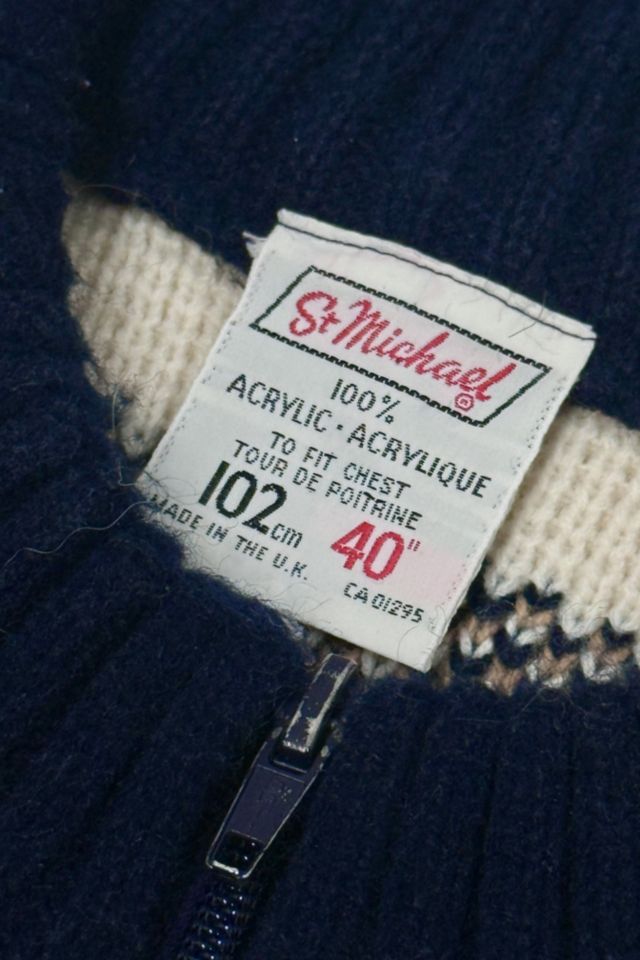 St Michael®
100%
ACRYLIC · ACRYLIQUE
TO FIT CHEST
TOUR DE POITRINE
102cm 40"
MADE IN THE U.K. CA 01295